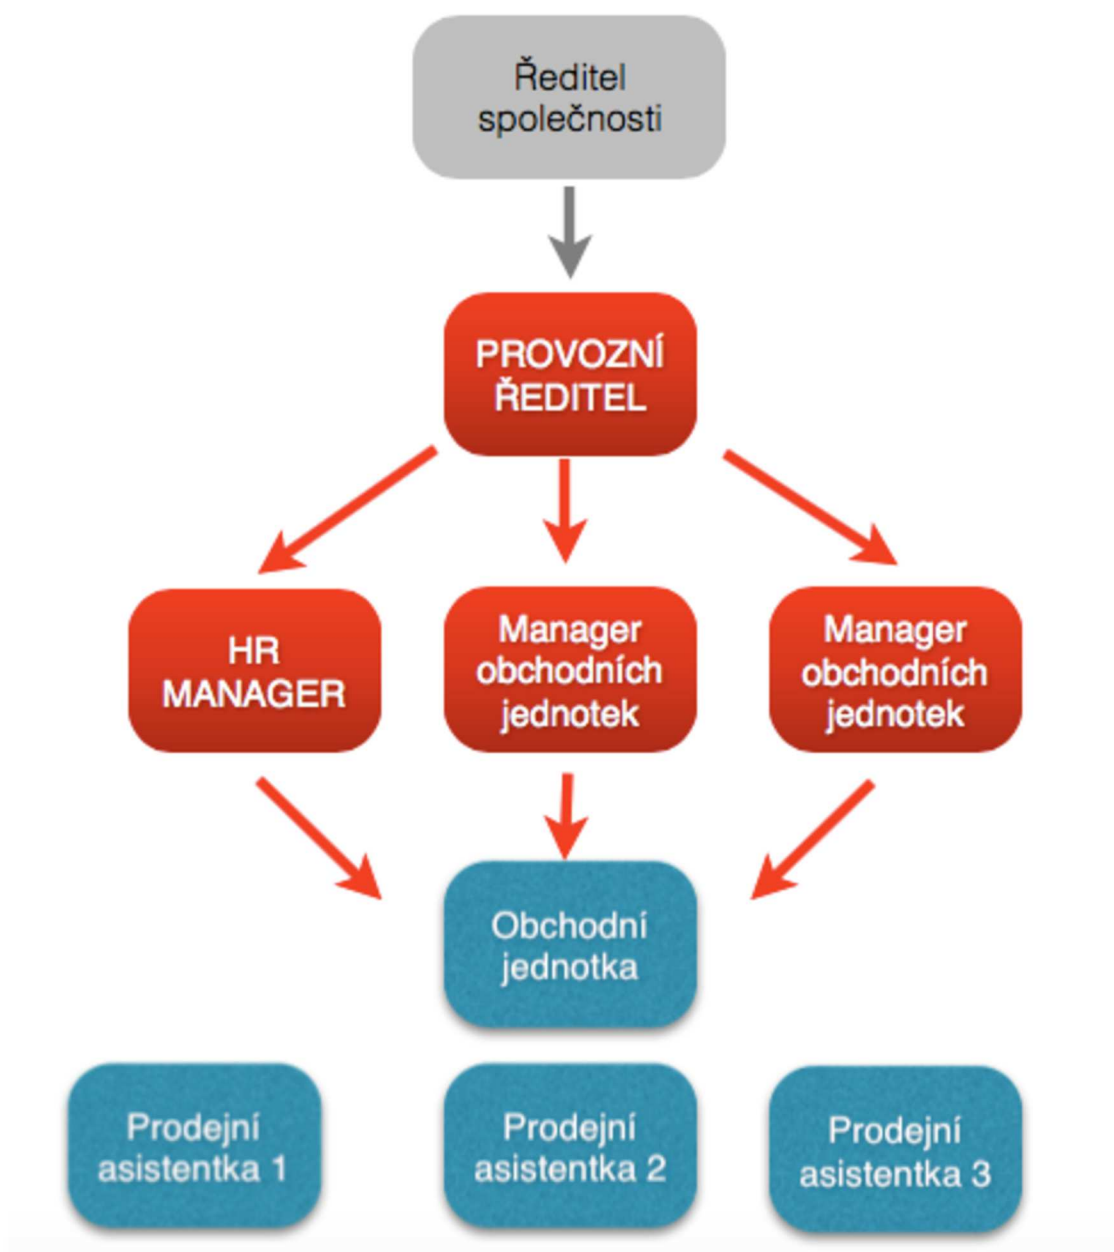 Ředitel
společnosti
PROVOZNÍ
ŘEDITEL
HR
MANAGER
Manager
obchodních
jednotek
Manager
obchodních
jednotek
Obchodní
jednotka
Prodejní
asistentka 1
Prodejní
asistentka 2
Prodejní
asistentka 3